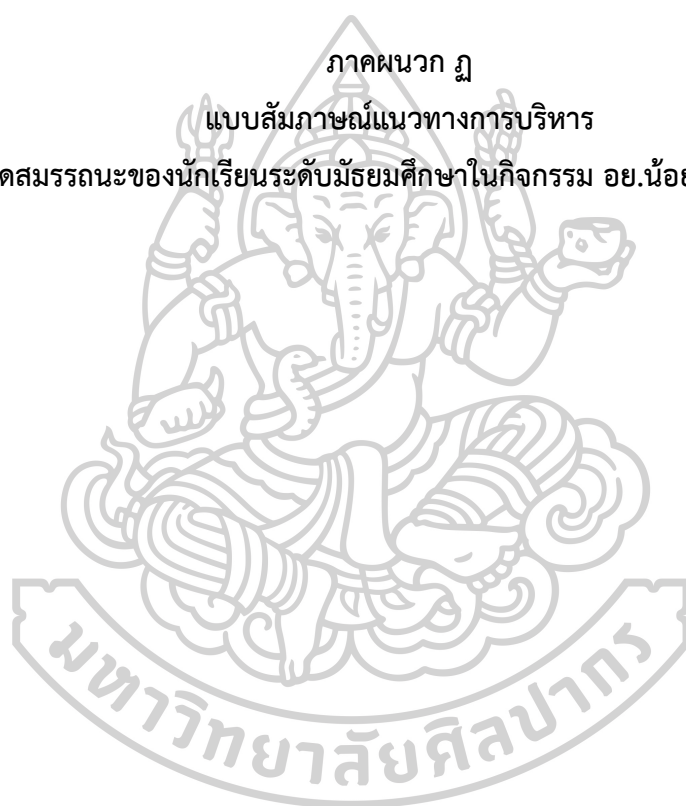 ภาคผนวก ฏ
แบบสัมภาษณ์แนวทางการบริหาร
ดสมรรถนะของนักเรียนระดับมัธยมศึกษาในกิจกรรม อย.น้อย
มหาวิทยาลัยศิลปากร